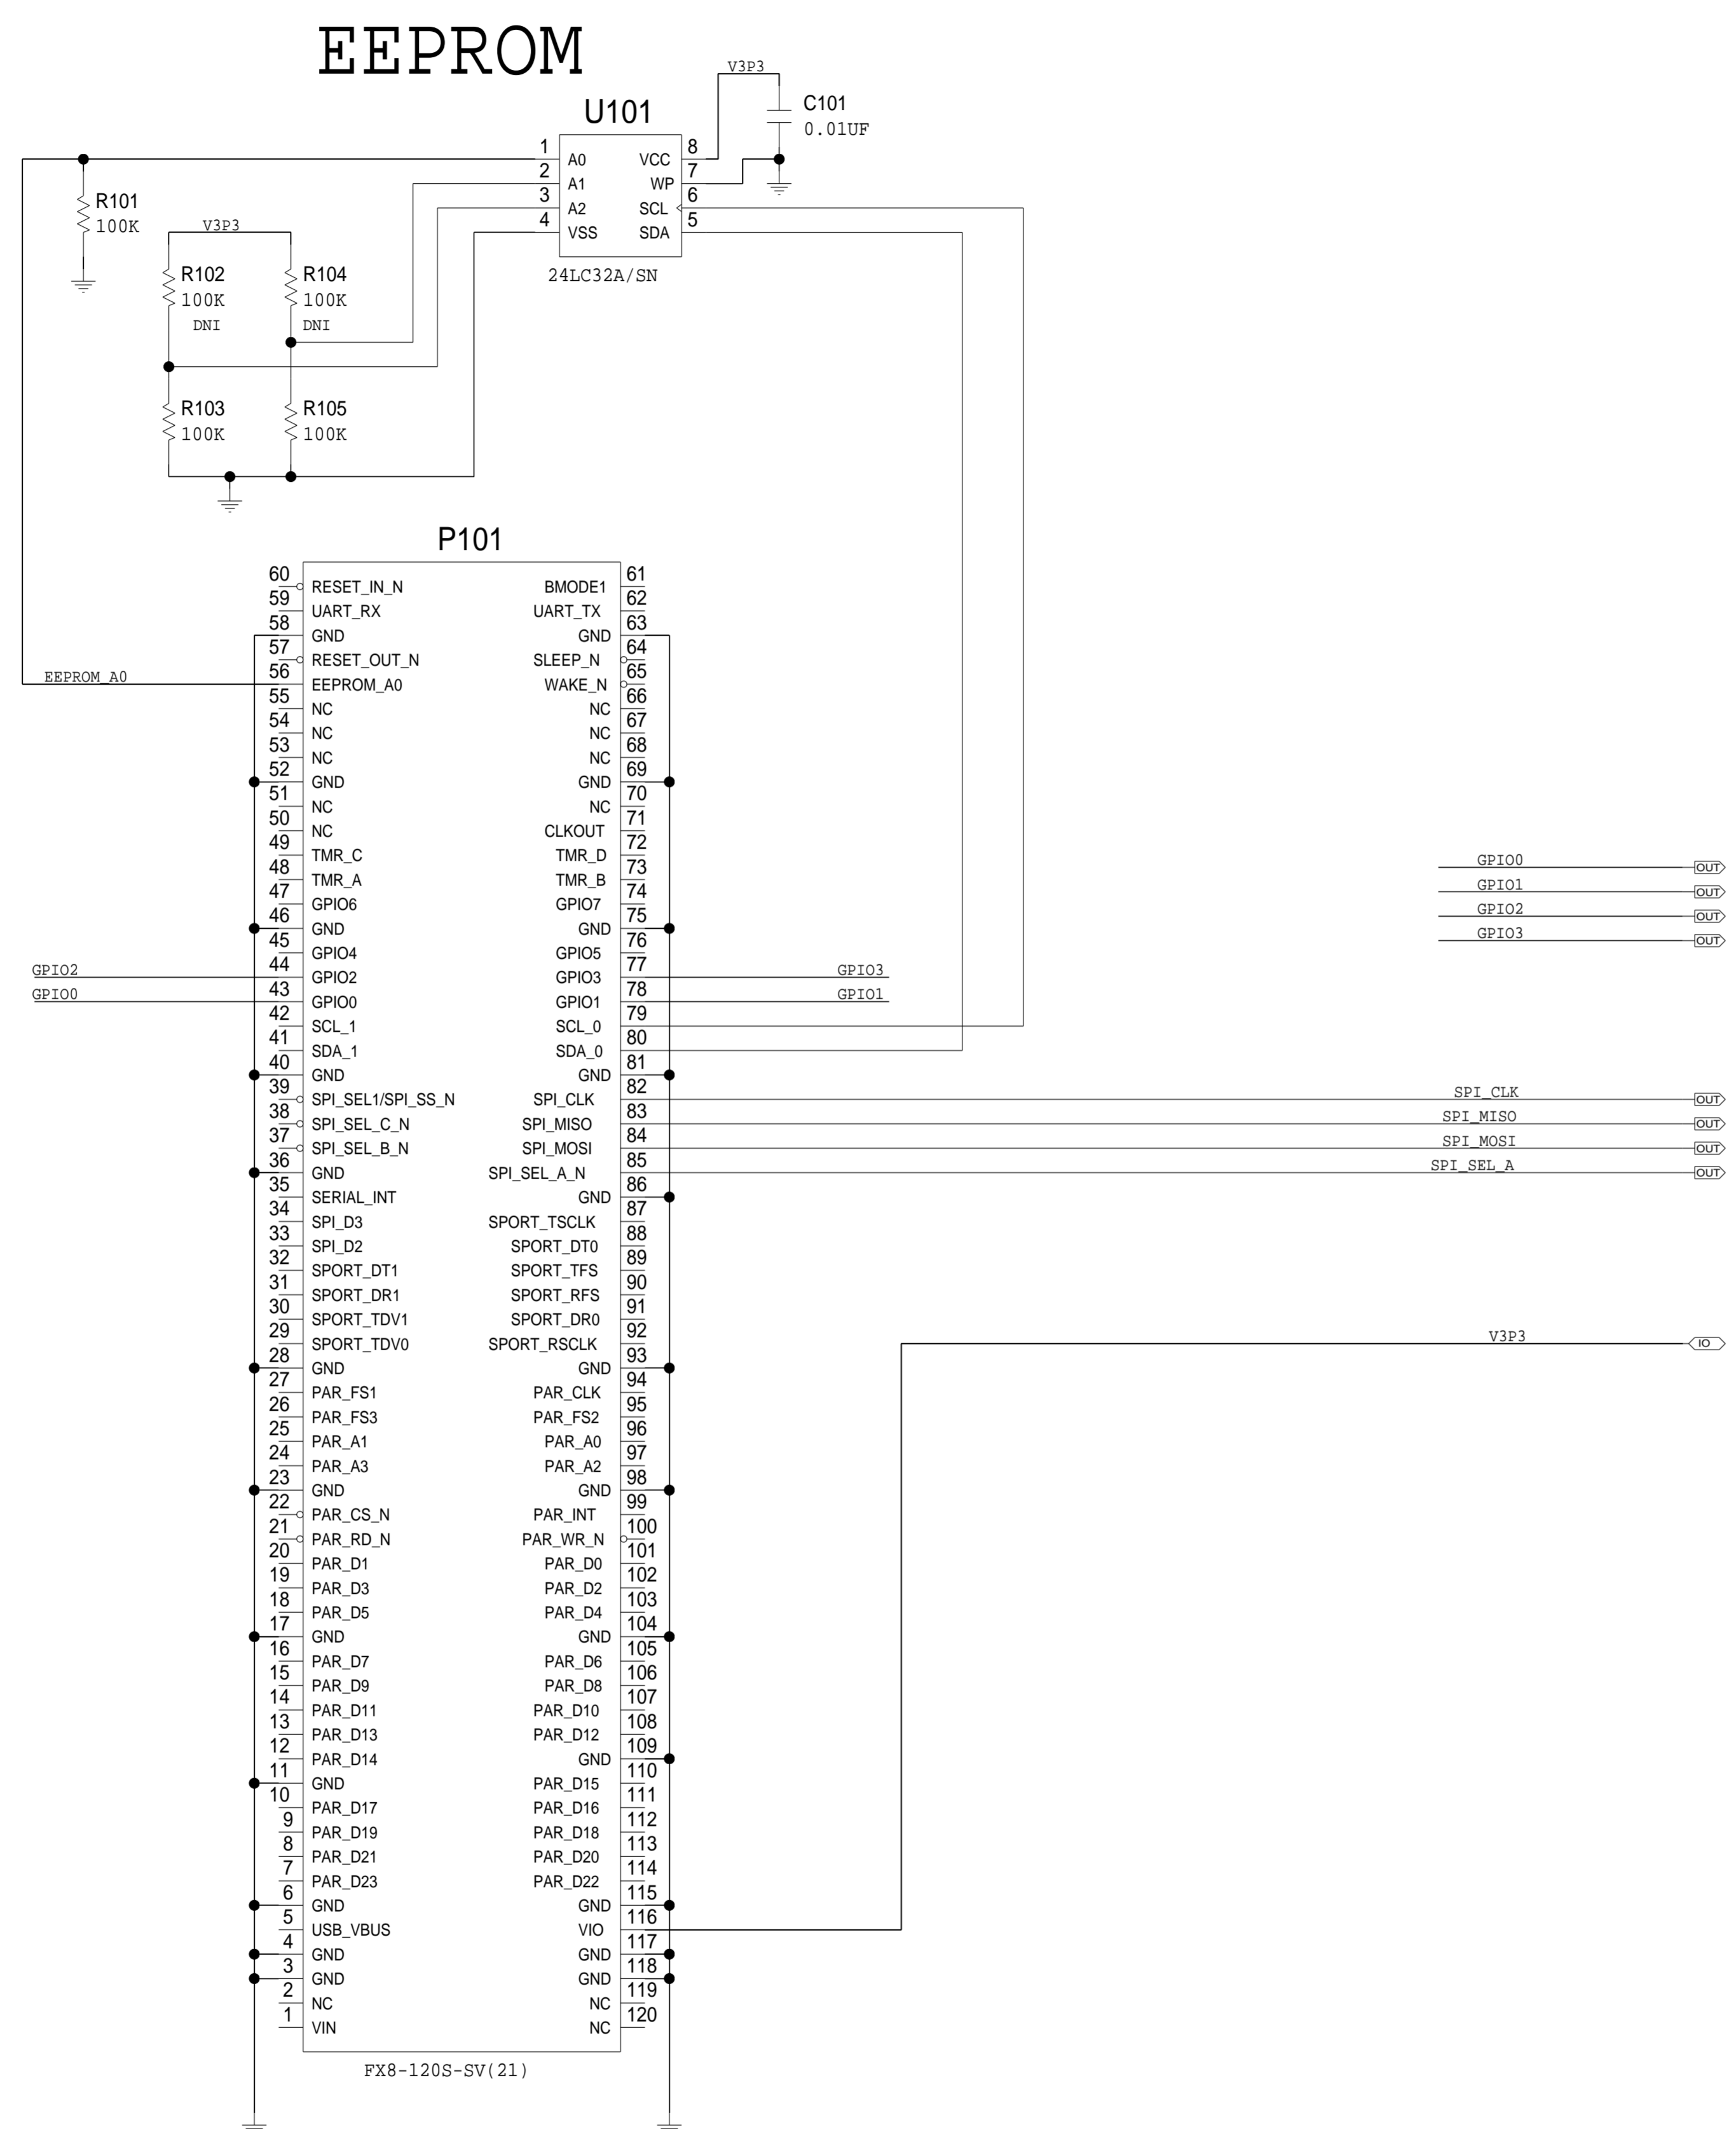 EEPROM
V3P3
U101
C101
0.01UF
1 A0 VCC 8
2 A1 WP 7
3 A2 SCL 6
4 VSS SDA 5
24LC32A/SN
R101
100K
V3P3
R102
100K
DNI
R104
100K
DNI
R103
100K
R105
100K
P101
60 RESET_IN_N BMODE1 61
59 UART_RX UART_TX 62
58 GND GND 63
57 RESET_OUT_N SLEEP_N 64
EEPROM_A0 56 EEPROM_A0 WAKE_N 65
55 NC NC 66
54 NC NC 67
53 NC NC 68
52 GND GND 69
51 NC NC 70
50 NC CLKOUT 71
49 TMR_C TMR_D 72
48 TMR_A TMR_B 73
47 GPIO6 GPIO7 74
46 GND GND 75
45 GPIO4 GPIO5 76
GPIO2 44 GPIO2 GPIO3 77 GPIO3
GPIO0 43 GPIO0 GPIO1 78 GPIO1
42 SCL_1 SCL_0 79
41 SDA_1 SDA_0 80
40 GND GND 81
39 SPI_SEL1/SPI_SS_N SPI_CLK 82 SPI_CLK OUT
38 SPI_SEL_C_N SPI_MISO 83 SPI_MISO OUT
37 SPI_SEL_B_N SPI_MOSI 84 SPI_MOSI OUT
36 GND SPI_SEL_A_N 85 SPI_SEL_A OUT
35 SERIAL_INT GND 86
34 SPI_D3 SPORT_TSCLK 87
33 SPI_D2 SPORT_DT0 88
32 SPORT_DT1 SPORT_TFS 89
31 SPORT_DR1 SPORT_RFS 90
30 SPORT_TDV1 SPORT_DR0 91
29 SPORT_TDV0 SPORT_RSCLK 92 V3P3 IO
28 GND GND 93
27 PAR_FS1 PAR_CLK 94
26 PAR_FS3 PAR_FS2 95
25 PAR_A1 PAR_A0 96
24 PAR_A3 PAR_A2 97
23 GND GND 98
22 PAR_CS_N PAR_INT 99
21 PAR_RD_N PAR_WR_N 100
20 PAR_D1 PAR_D0 101
19 PAR_D3 PAR_D2 102
18 PAR_D5 PAR_D4 103
17 GND GND 104
16 PAR_D7 PAR_D6 105
15 PAR_D9 PAR_D8 106
14 PAR_D11 PAR_D10 107
13 PAR_D13 PAR_D12 108
12 PAR_D14 GND 109
11 GND PAR_D15 110
10 PAR_D17 PAR_D16 111
9 PAR_D19 PAR_D18 112
8 PAR_D21 PAR_D20 113
7 PAR_D23 PAR_D22 114
6 GND GND 115
5 USB_VBUS VIO 116
4 GND GND 117
3 GND GND 118
2 NC NC 119
1 VIN NC 120
FX8-120S-SV(21)
GPIO0 OUT
GPIO1 OUT
GPIO2 OUT
GPIO3 OUT